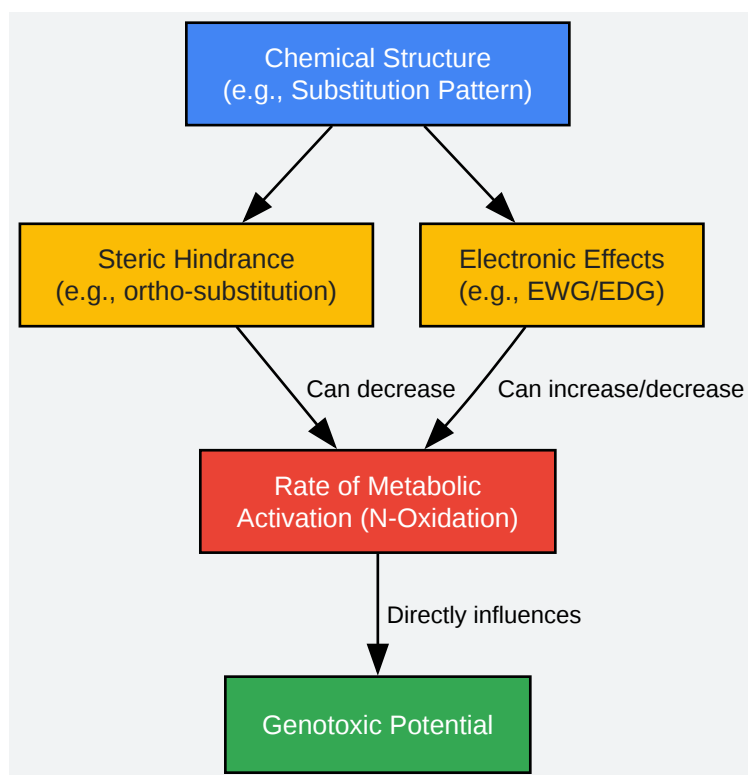 Chemical Structure
(e.g., Substitution Pattern)
Steric Hindrance
(e.g., ortho-substitution)
Electronic Effects
(e.g., EWG/EDG)
Can decrease
Can increase/decrease
Rate of Metabolic
Activation (N-Oxidation)
Directly influences
Genotoxic Potential